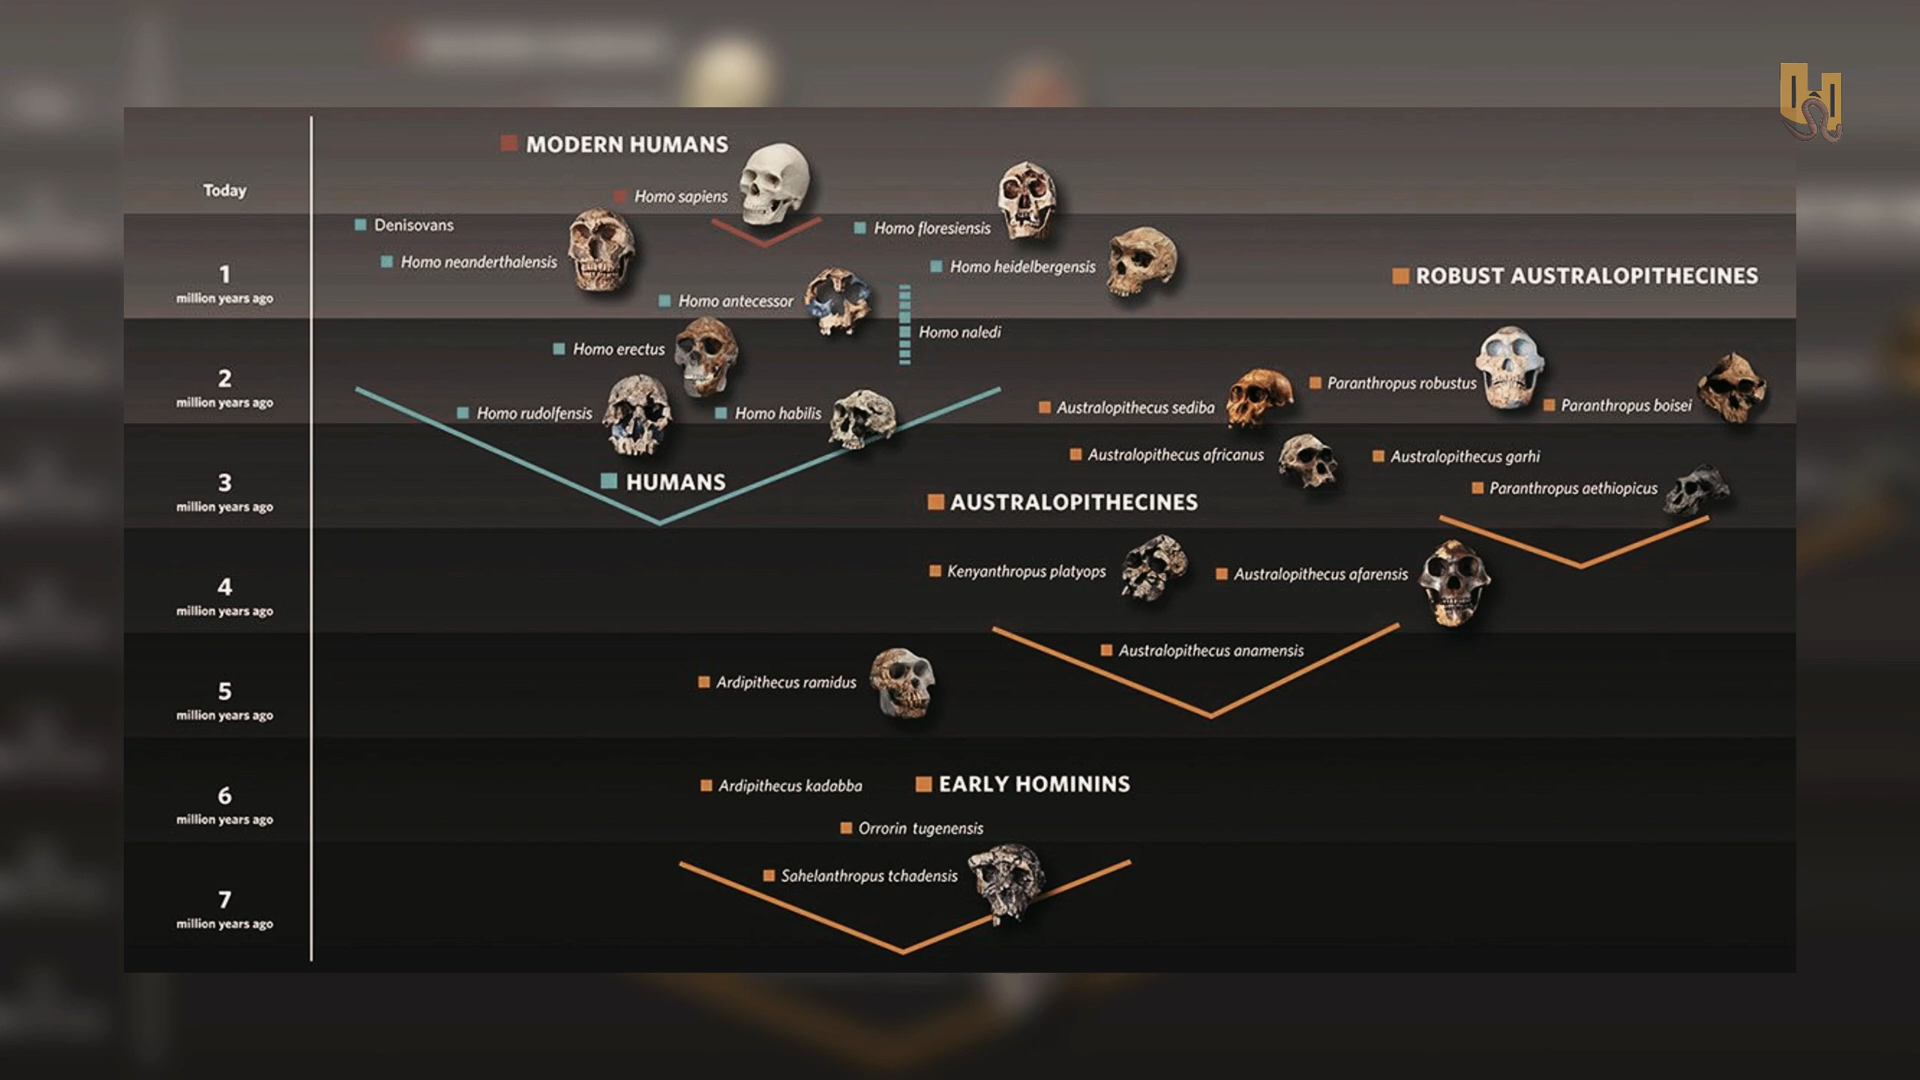 MODERN HUMANS
Today
Homo sapiens
Denisovans
Homo floresiensis
Homo neanderthalensis
Homo heidelbergensis
1
million years ago
ROBUST AUSTRALOPITHECINES
Homo antecessor
Homo naledi
Homo erectus
2
million years ago
Paranthropus robustus
Australopithecus sediba
Paranthropus boisei
Homo rudolfensis
Homo habilis
Australopithecus africanus
Australopithecus garhi
3
million years ago
HUMANS
Paranthropus aethiopicus
AUSTRALOPITHECINES
Kenyanthropus platyops
Australopithecus afarensis
4
million years ago
Australopithecus anamensis
Ardipithecus ramidus
5
million years ago
Ardipithecus kadabba
EARLY HOMININS
6
million years ago
Orrorin tugenensis
Sahelanthropus tchadensis
7
million years ago